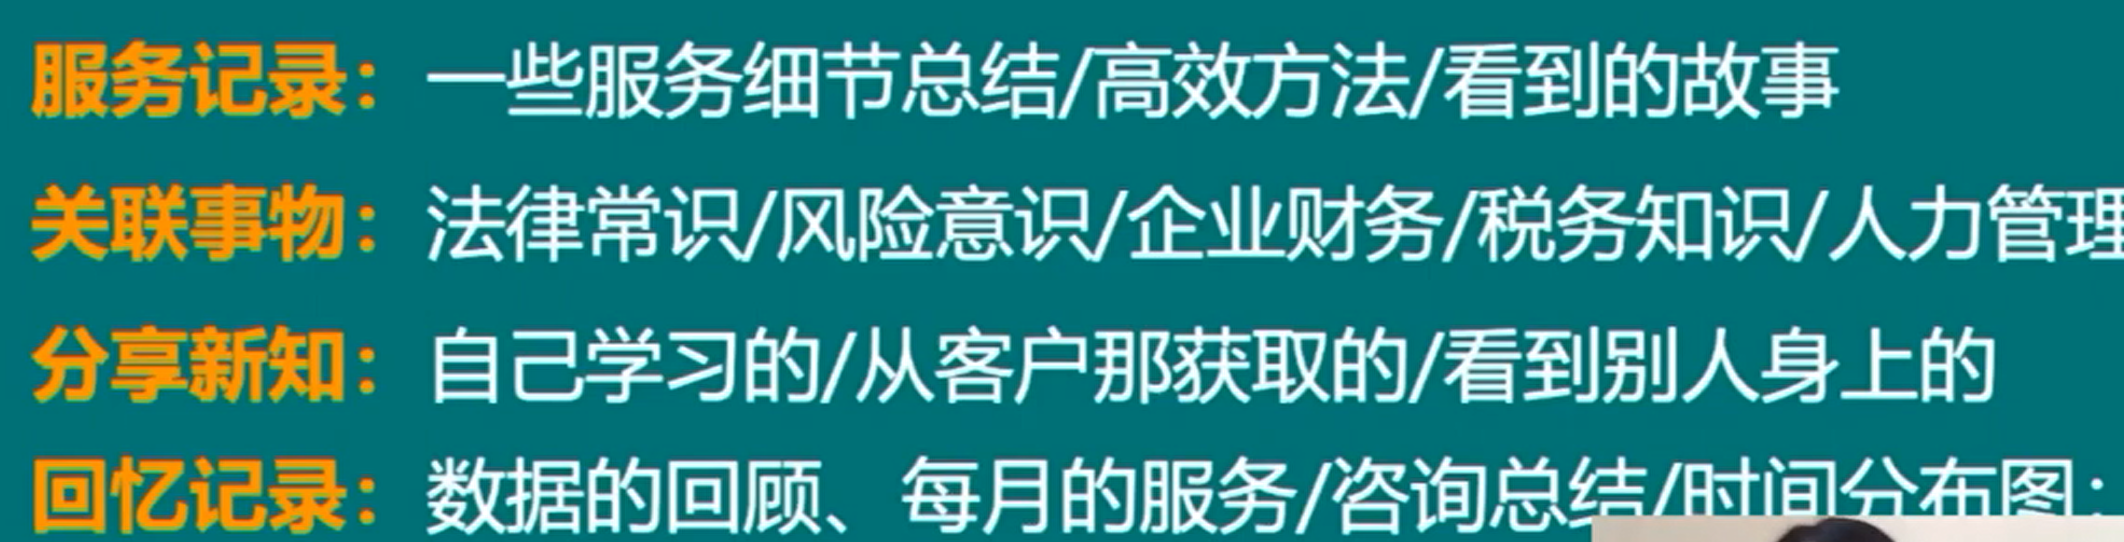 服务记录：一些服务细节总结/高效方法/看到的故事
关联事物：法律常识/风险意识/企业财务/税务知识/人力管理
分享新知：自己学习的/从客户那获取的/看到别人身上的
回忆记录：数据的回顾、每月的服务/咨询总结/时间分布图；